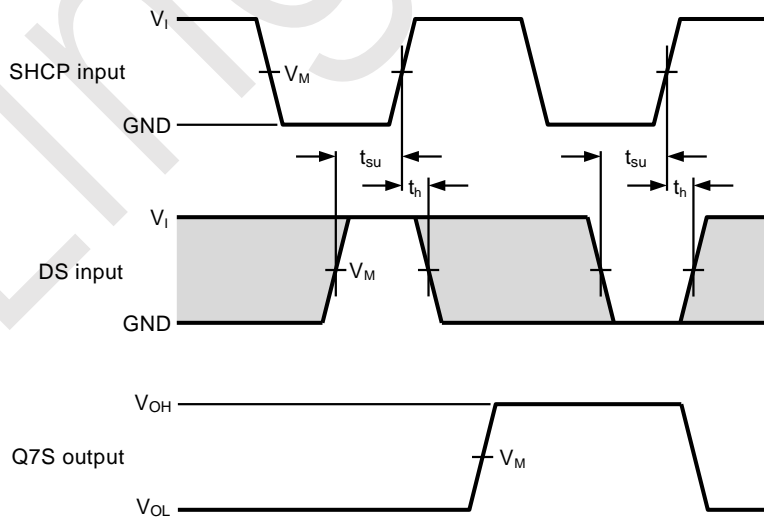 V_I
SHCP input
V_M
GND
t_su
t_su
t_h
t_h
V_I
DS input
V_M
GND
V_OH
Q7S output
V_M
V_OL